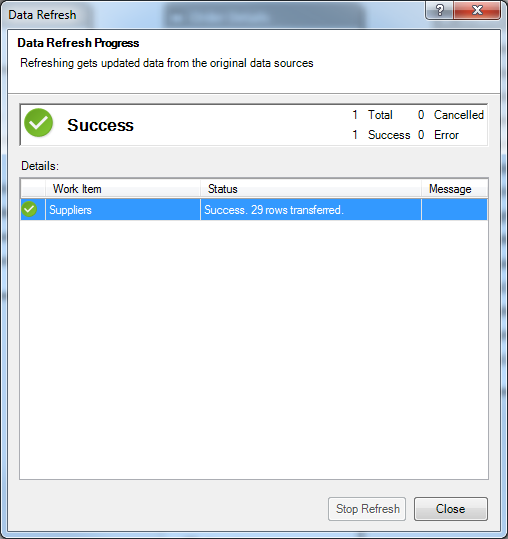 Data Refresh
Data Refresh Progress
Refreshing gets updated data from the original data sources
Success
1 Total 0 Cancelled
1 Success 0 Error
Details:
Work Item Status Message
Suppliers Success. 29 rows transferred.
Stop Refresh Close